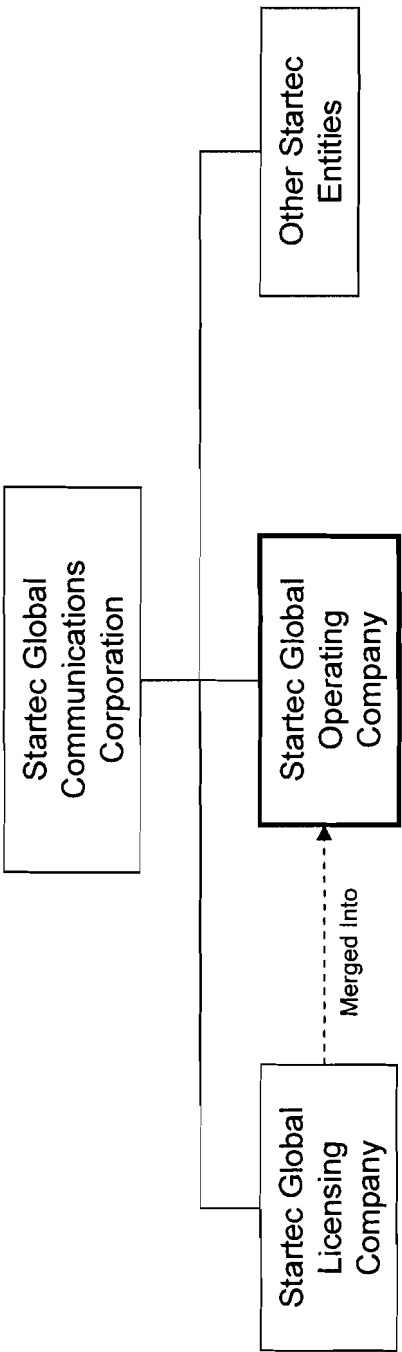 Startec Global
Communications
Corporation
Startec Global
Licensing
Company
Merged Into
Startec Global
Operating
Company
Other Startec
Entities